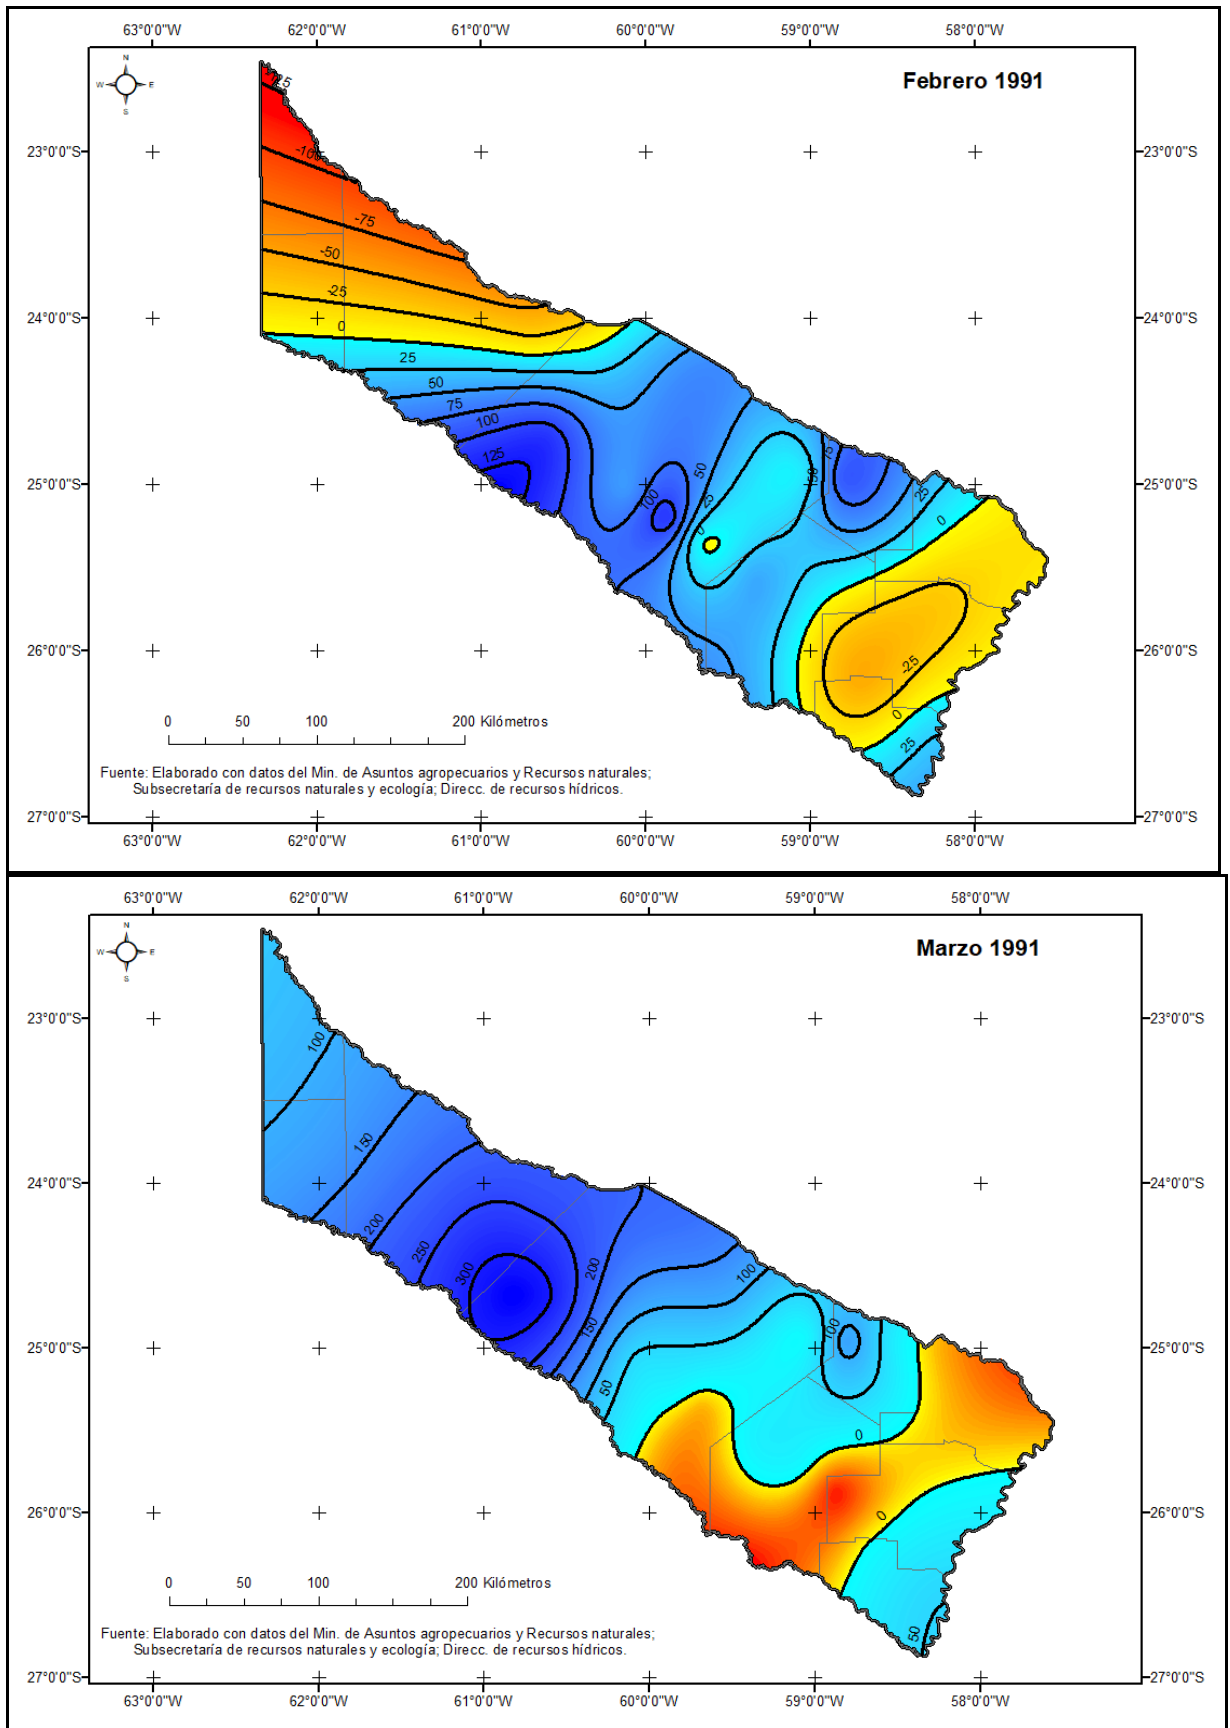 63°0'0"W 62°0'0"W 61°0'0"W 60°0'0"W 59°0'0"W 58°0'0"W
N
W E
S
Febrero 1991
23°0'0"S 23°0'0"S
24°0'0"S 24°0'0"S
25°0'0"S 25°0'0"S
26°0'0"S 26°0'0"S
27°0'0"S 27°0'0"S
-100
-75
-50
-25
0
25
50
75
100
125
100
50
25
0
50
75
25
0
-25
0
25
0 50 100 200 Kilómetros
Fuente: Elaborado con datos del Min. de Asuntos agropecuarios y Recursos naturales;
Subsecretaría de recursos naturales y ecología; Direcc. de recursos hídricos.
63°0'0"W 62°0'0"W 61°0'0"W 60°0'0"W 59°0'0"W 58°0'0"W
63°0'0"W 62°0'0"W 61°0'0"W 60°0'0"W 59°0'0"W 58°0'0"W
N
W E
S
Marzo 1991
23°0'0"S 23°0'0"S
24°0'0"S 24°0'0"S
25°0'0"S 25°0'0"S
26°0'0"S 26°0'0"S
27°0'0"S 27°0'0"S
100
150
200
250
300
200
150
100
50
100
0
0
50
0 50 100 200 Kilómetros
Fuente: Elaborado con datos del Min. de Asuntos agropecuarios y Recursos naturales;
Subsecretaría de recursos naturales y ecología; Direcc. de recursos hídricos.
63°0'0"W 62°0'0"W 61°0'0"W 60°0'0"W 59°0'0"W 58°0'0"W